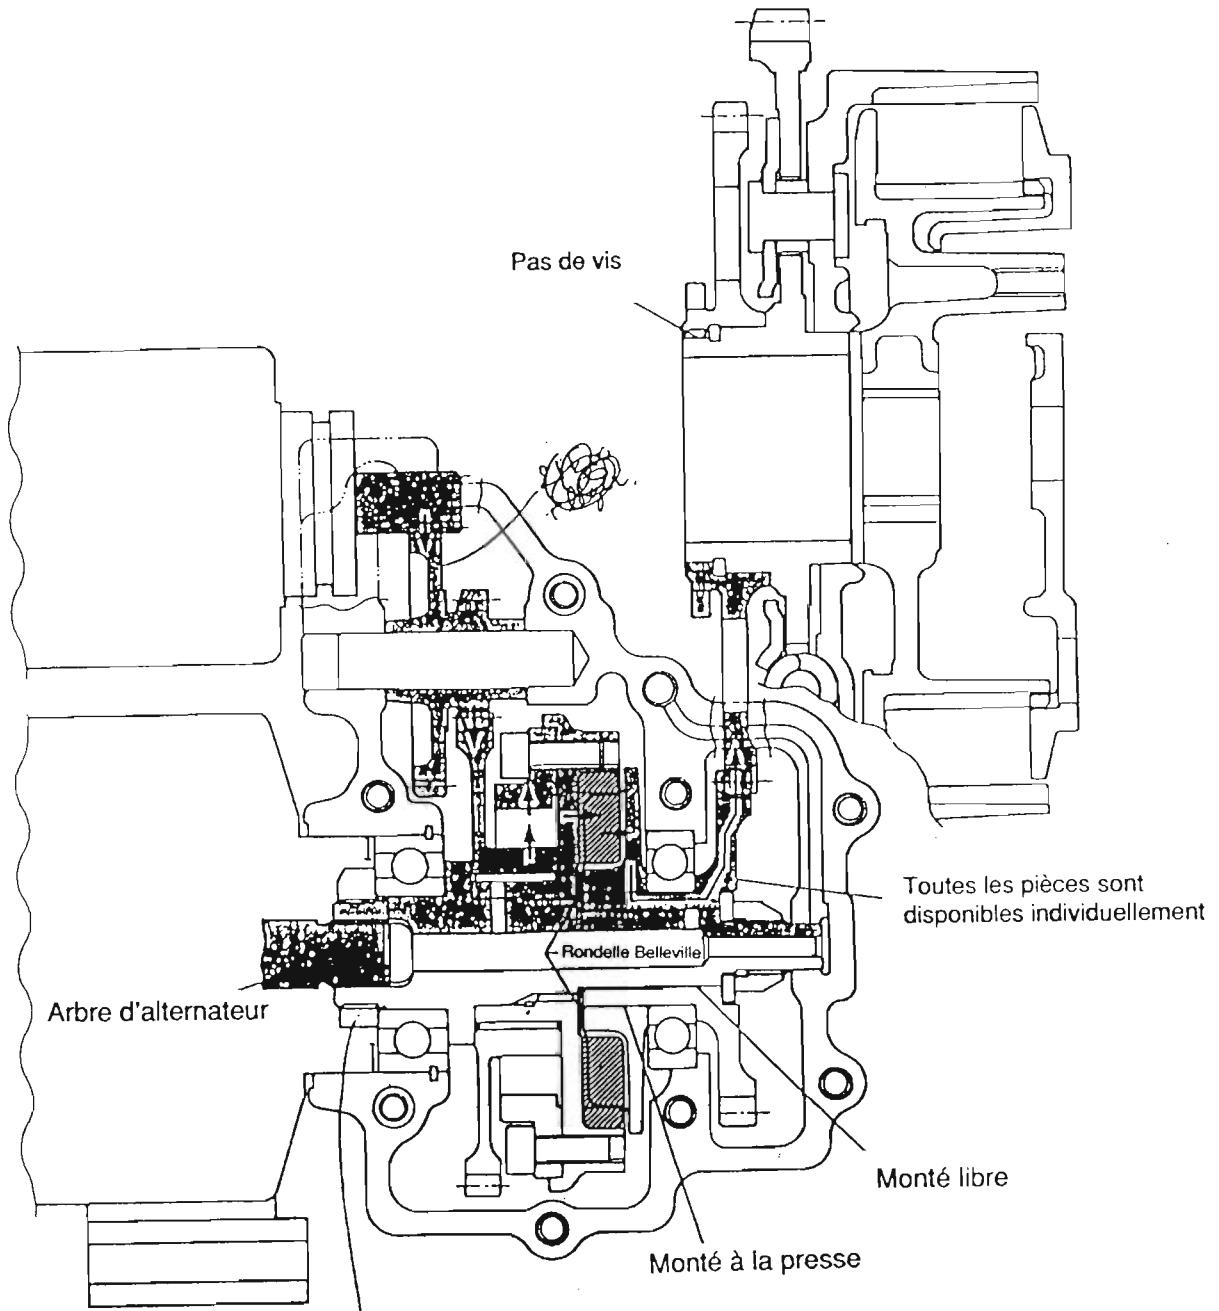 Pas de vis
Toutes les pièces sont
disponibles individuellement
Rondelle Belleville
Arbre d'alternateur
Monté libre
Monté à la presse